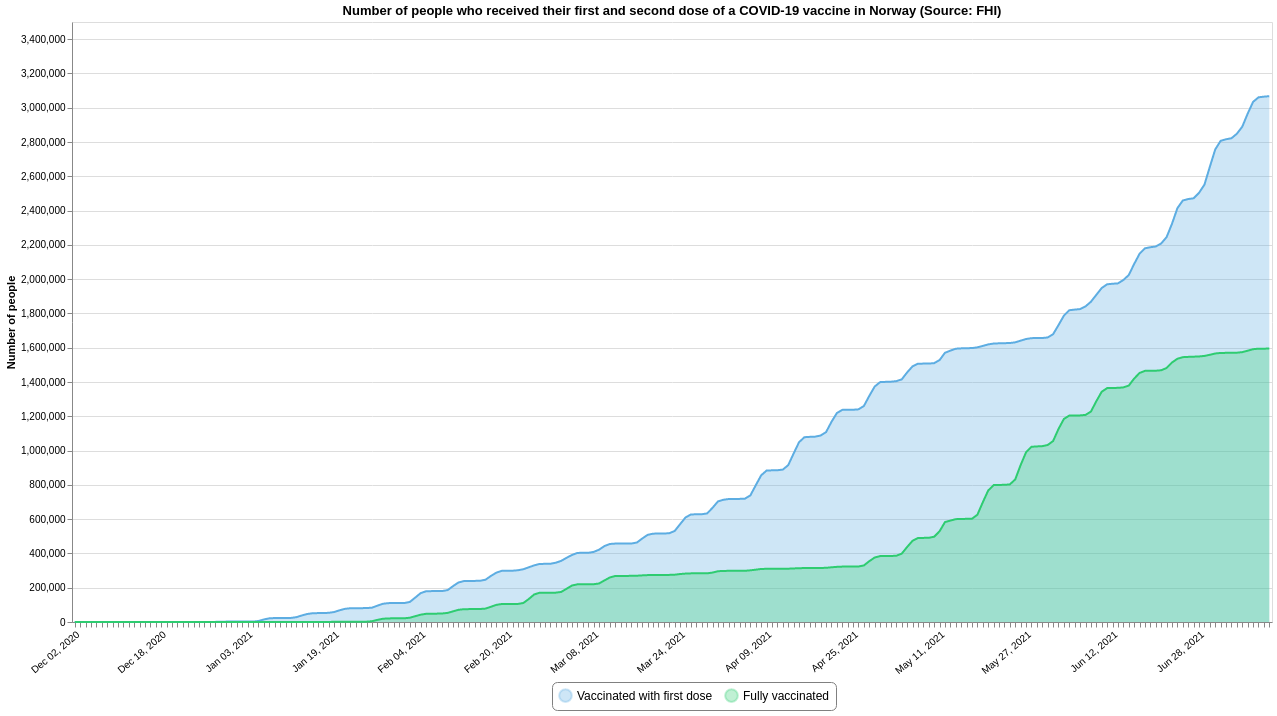 Number of people who received their first and second dose of a COVID-19 vaccine in Norway (Source: FHI)
Number of people
3,400,000
3,200,000
3,000,000
2,800,000
2,600,000
2,400,000
2,200,000
2,000,000
1,800,000
1,600,000
1,400,000
1,200,000
1,000,000
800,000
600,000
400,000
200,000
0
Dec 02, 2020
Dec 18, 2020
Jan 03, 2021
Jan 19, 2021
Feb 04, 2021
Feb 20, 2021
Mar 08, 2021
Mar 24, 2021
Apr 09, 2021
Apr 25, 2021
May 11, 2021
May 27, 2021
Jun 12, 2021
Jun 28, 2021
Vaccinated with first dose
Fully vaccinated